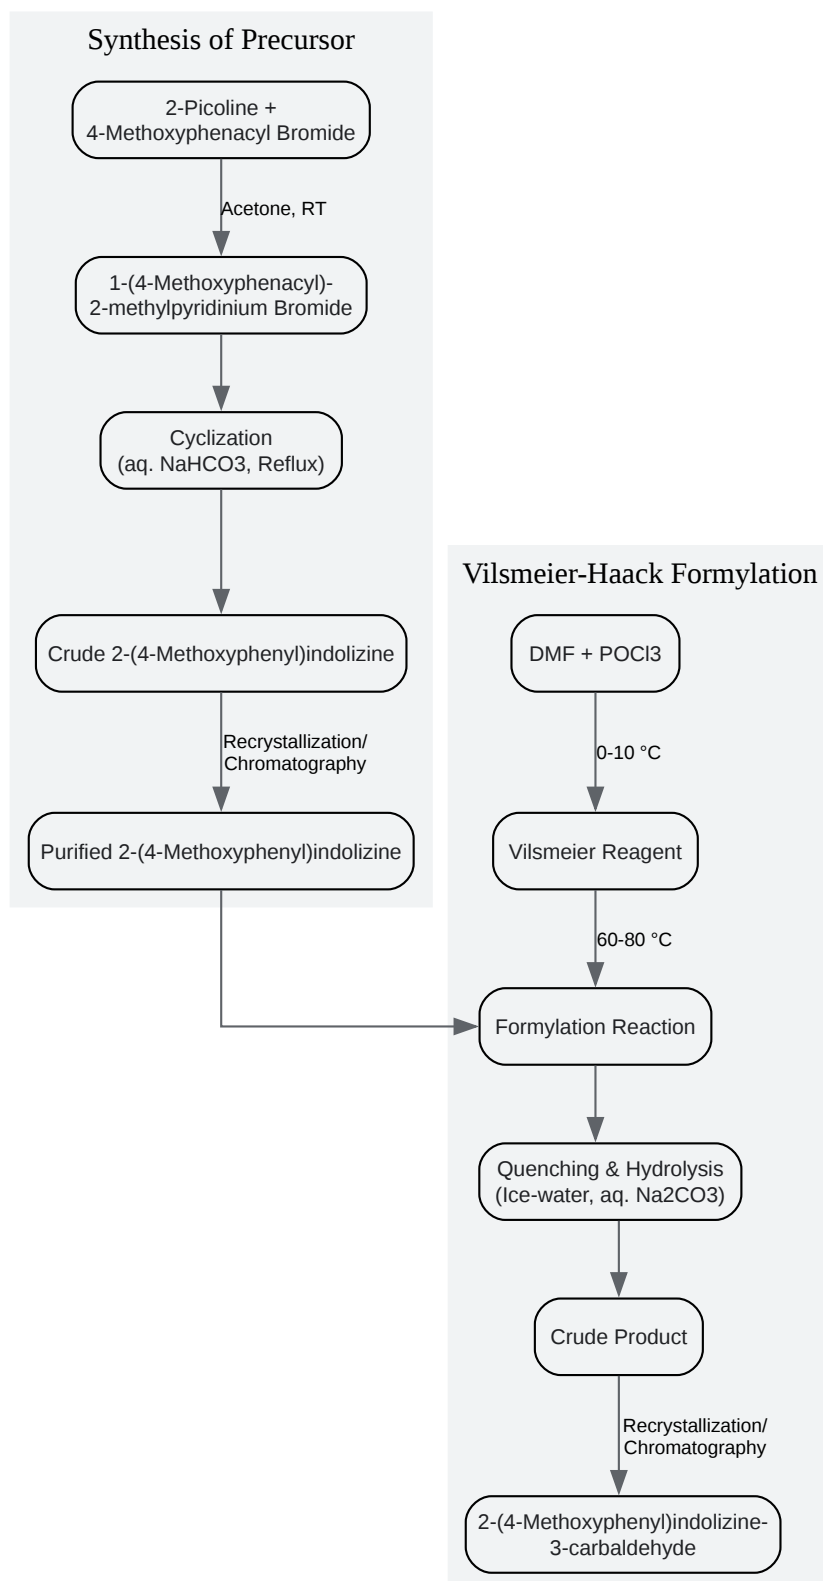 Synthesis of Precursor
2-Picoline +
4-Methoxyphenacyl Bromide
Acetone, RT
1-(4-Methoxyphenacyl)-
2-methylpyridinium Bromide
Cyclization
(aq. NaHCO3, Reflux)
Crude 2-(4-Methoxyphenyl)indolizine
Recrystallization/
Chromatography
Purified 2-(4-Methoxyphenyl)indolizine
Vilsmeier-Haack Formylation
DMF + POCl3
0-10 °C
Vilsmeier Reagent
60-80 °C
Formylation Reaction
Quenching & Hydrolysis
(Ice-water, aq. Na2CO3)
Crude Product
Recrystallization/
Chromatography
2-(4-Methoxyphenyl)indolizine-
3-carbaldehyde